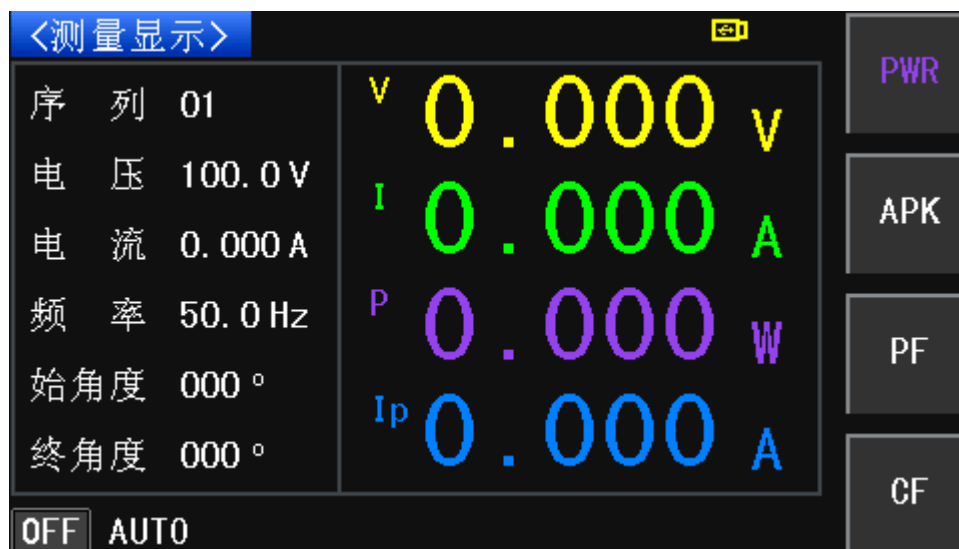 <测量显示>
序 列 01
电 压 100.0 V
电 流 0.000 A
频 率 50.0 Hz
始角度 000 °
终角度 000 °
V 0.000 V
I 0.000 A
P 0.000 W
Ip 0.000 A
PWR
APK
PF
CF
OFF AUTO